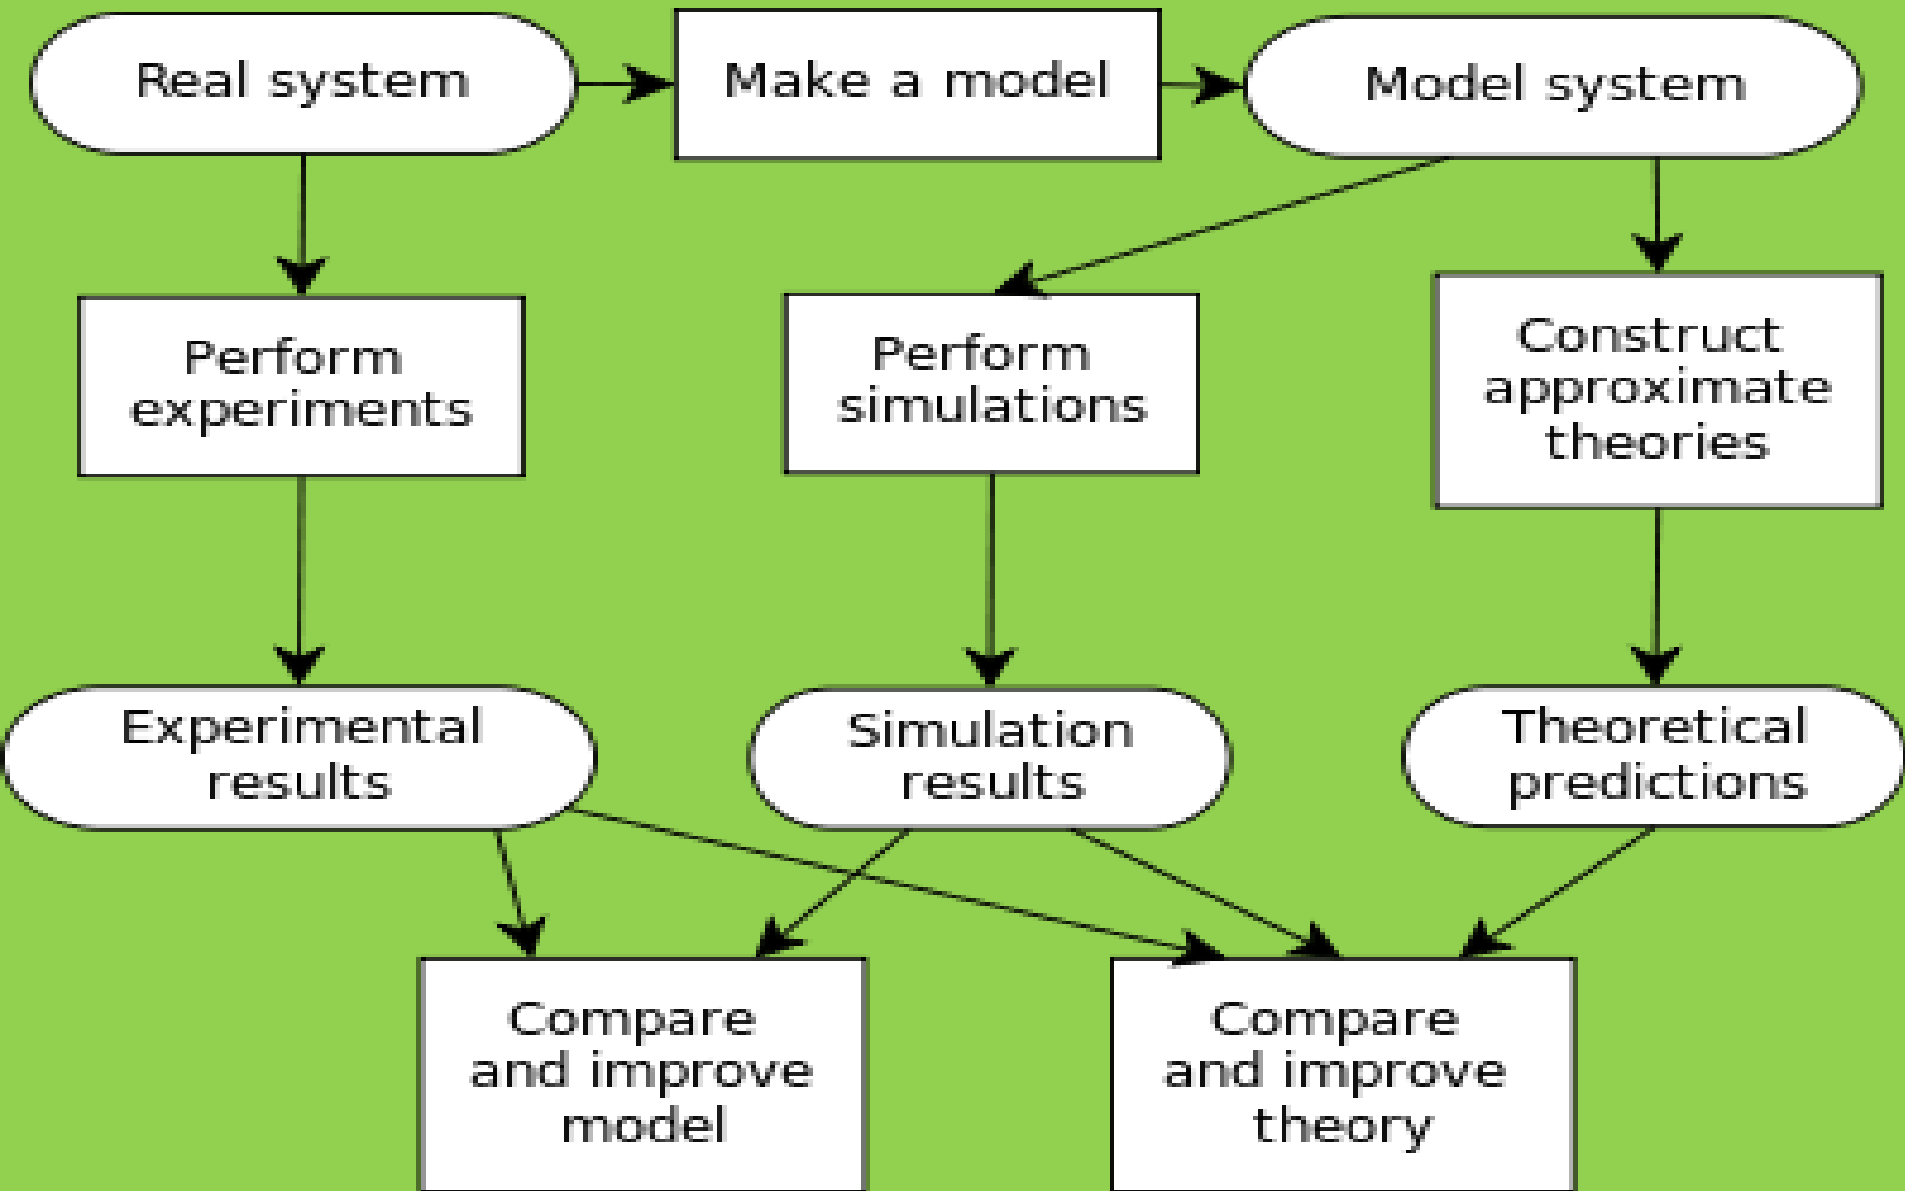 Real system
Make a model
Model system
Perform
experiments
Perform
simulations
Construct
approximate
theories
Experimental
results
Simulation
results
Theoretical
predictions
Compare
and improve
model
Compare
and improve
theory